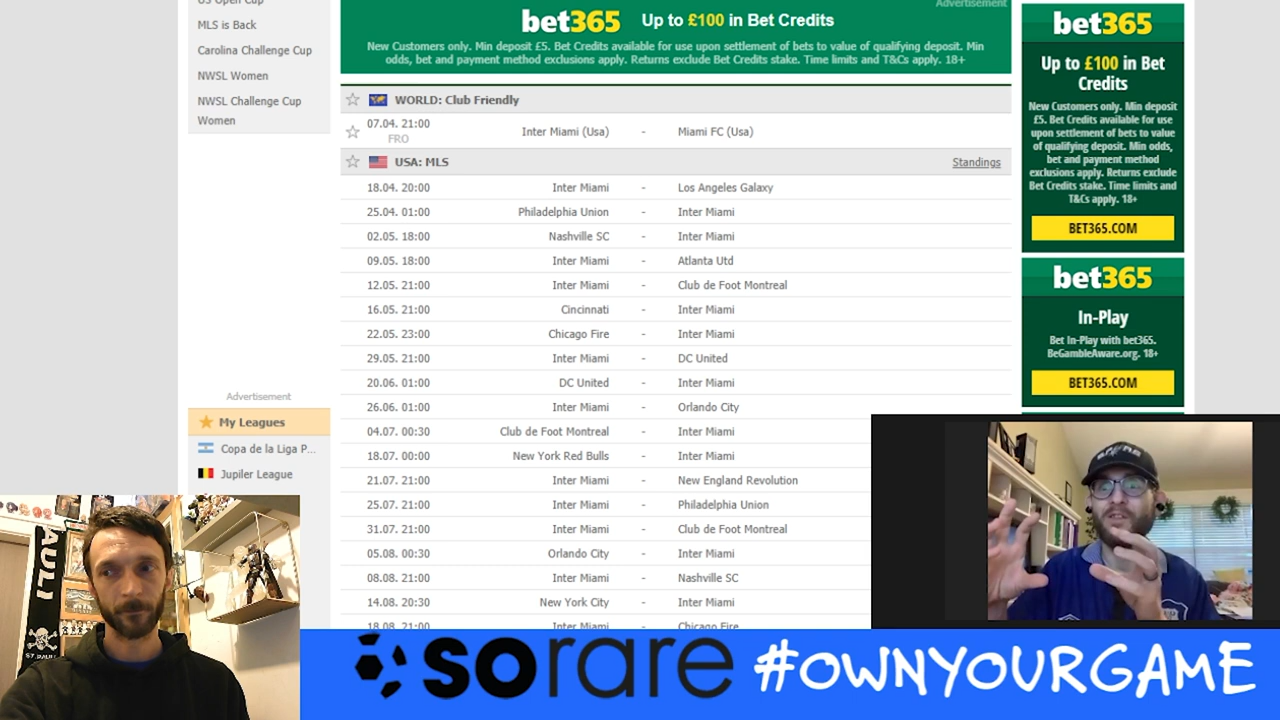 US Open Cup
MLS is Back
Carolina Challenge Cup
NWSL Women
NWSL Challenge Cup
Women
Advertisement
My Leagues
Copa de la Liga P...
Jupiler League
Advertisement
bet365 Up to £100 in Bet Credits
New Customers only. Min deposit £5. Bet Credits available for use upon settlement of bets to value of qualifying deposit. Min
odds, bet and payment method exclusions apply. Returns exclude Bet Credits stake. Time limits and T&Cs apply. 18+
WORLD: Club Friendly
07.04. 21:00 Inter Miami (Usa) - Miami FC (Usa)
FRO
USA: MLS Standings
18.04. 20:00 Inter Miami - Los Angeles Galaxy
25.04. 01:00 Philadelphia Union - Inter Miami
02.05. 18:00 Nashville SC - Inter Miami
09.05. 18:00 Inter Miami - Atlanta Utd
12.05. 21:00 Inter Miami - Club de Foot Montreal
16.05. 21:00 Cincinnati - Inter Miami
22.05. 23:00 Chicago Fire - Inter Miami
29.05. 21:00 Inter Miami - DC United
20.06. 01:00 DC United - Inter Miami
26.06. 01:00 Inter Miami - Orlando City
04.07. 00:30 Club de Foot Montreal - Inter Miami
18.07. 00:00 New York Red Bulls - Inter Miami
21.07. 21:00 Inter Miami - New England Revolution
25.07. 21:00 Inter Miami - Philadelphia Union
31.07. 21:00 Inter Miami - Club de Foot Montreal
05.08. 00:30 Orlando City - Inter Miami
08.08. 21:00 Inter Miami - Nashville SC
14.08. 20:30 New York City - Inter Miami
18.08. 21:00 Inter Miami - Chicago Fire
bet365
Up to £100 in Bet
Credits
New Customers only. Min deposit
£5. Bet Credits available for use
upon settlement of bets to value
of qualifying deposit. Min odds,
bet and payment method
exclusions apply. Returns exclude
Bet Credits stake. Time limits and
T&Cs apply. 18+
BET365.COM
bet365
In-Play
Bet In-Play with bet365.
BeGambleAware.org. 18+
BET365.COM
AULI
ST. PAULI
sorare #OWNYOURGAME